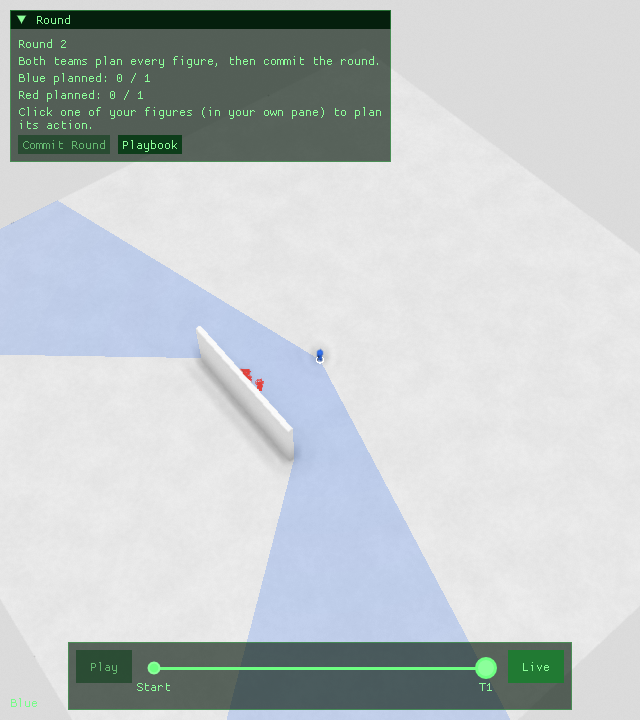 Round
Round 2
Both teams plan every figure, then commit the round.
Blue planned: 0 / 1
Red planned: 0 / 1
Click one of your figures (in your own pane) to plan
its action.
Commit Round Playbook
Play
Live
Start
T1
Blue